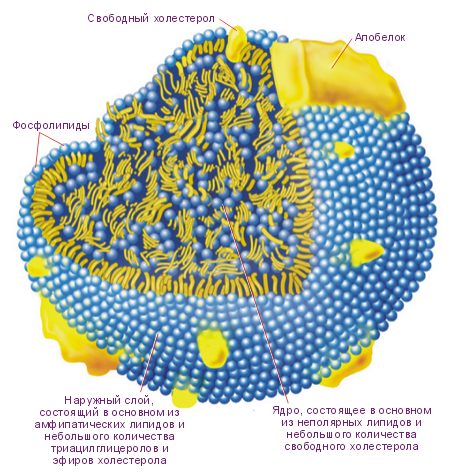 Свободный холестерол
Апобелок
Фосфолипиды
Наружный слой,
состоящий в основном из
амфипатических липидов и
небольшого количества
триацилглицеролов и
эфиров холестерола
Ядро, состоящее в основном
из неполярных липидов и
небольшого количества
свободного холестерола